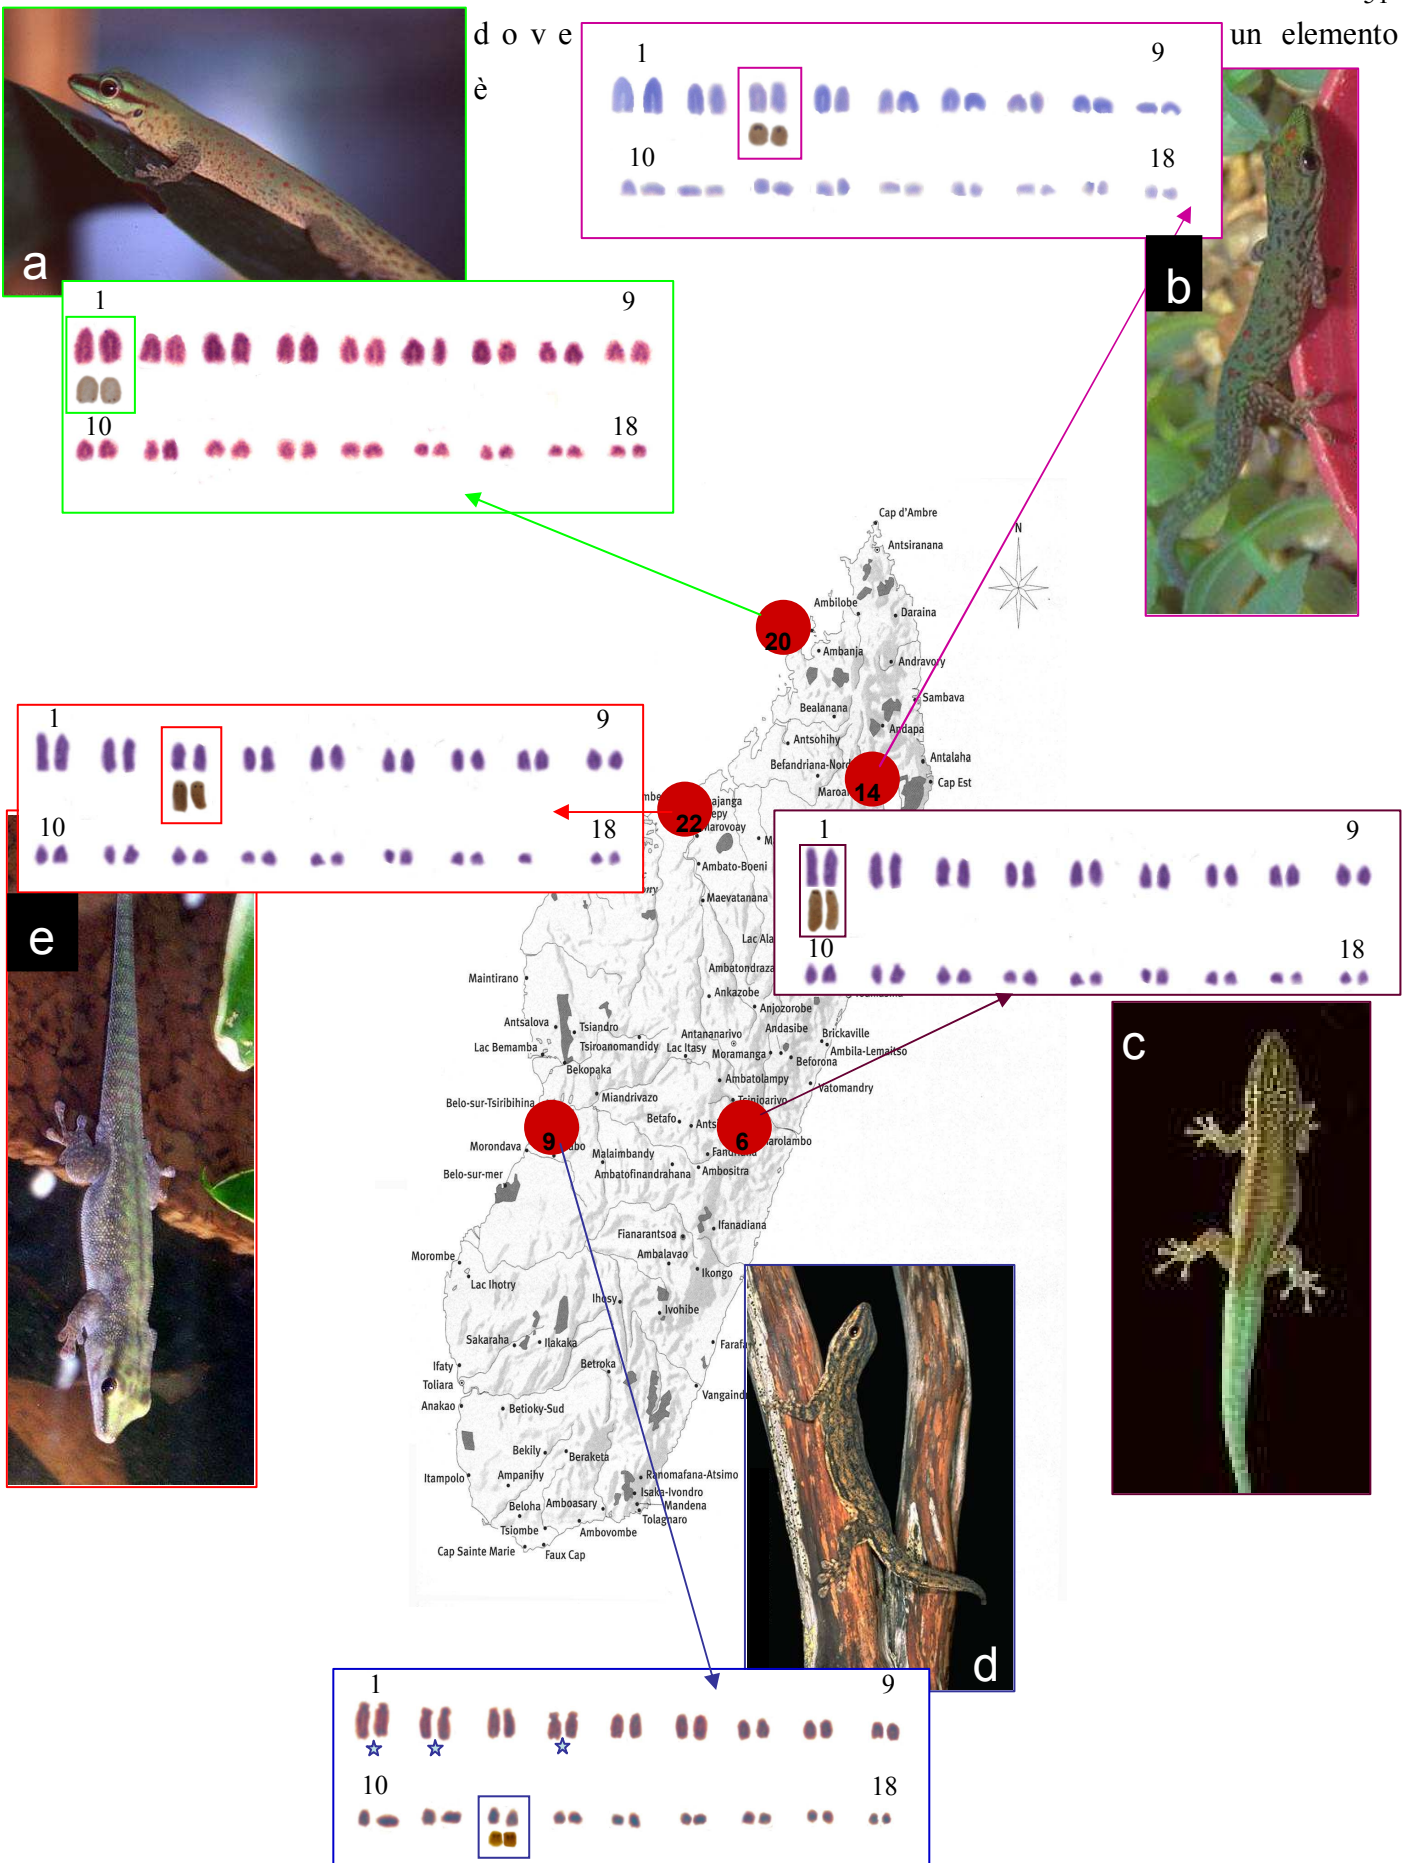 dove un elemento
è
1 9
10 18
a
b
1 9
10 18
Cap d'Ambre
Antsiranana
N
Ambilobe
Daraina
20
Ambanja
Andravory
Sambava
Bealanana
Andapa
Antsohihy
Befandriana-Nord
Antalaha
Cap Est
14
1 9
10 18
22
Ambato-Boeni
Maevatanana
e
1 9
10 18
Maintirano
Ankazobe
Anjozorobe
Antsalova
Tsiandro
Antananarivo
Andasibe
Brickaville
Lac Bemamba
Tsiroanomandidy
Lac Itasy
Moramanga
Ambila-Lemaitso
Beforona
Bekopaka
Ambatolampy
Vatomandry
Miandrivazo
Tsinjoarivo
Belo-sur-Tsiribihina
Betafo
9
6
Morondava
Malaimbandy
Belo-sur-mer
Ambatofinandrahana
Ambositra
c
Ifanadiana
Fianarantsoa
Ambalavao
Morombe
Ikongo
Lac Ihotry
Ihosy
Ivohibe
Sakaraha
Ilakaka
Betroka
Ifaty
Toliara
Anakao
Betioky-Sud
Bekily
Beraketa
Itampolo
Ampanihy
Ranomafana-Atsimo
Isaka-Ivondro
Mandena
Beloha
Amboasary
Tolagnaro
Tsiombe
Ambovombe
Cap Sainte Marie
Faux Cap
d
1 9
10 18